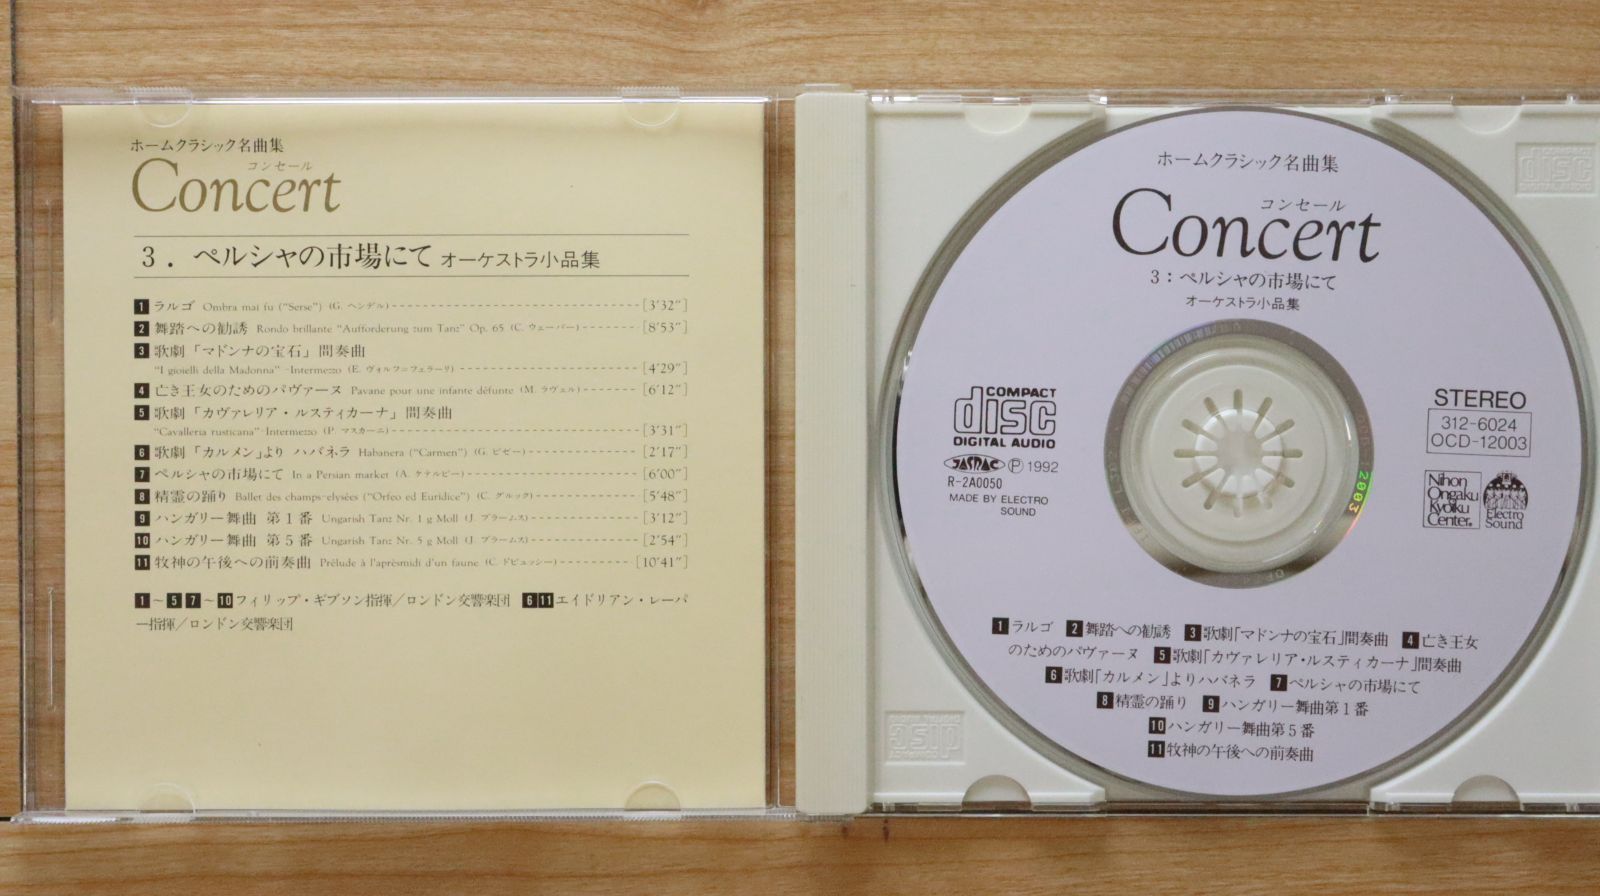 ホームクラシック名曲集
コンセール
Concert
3．ペルシャの市場にて オーケストラ小品集
1 ラルゴ Ombra mai fu (“Serse”) (G. ヘンデル) [3′32″]
2 舞踏への勧誘 Rondo brillante “Aufforderung zum Tanz” Op. 65 (C. ウェーバー) [8′53″]
3 歌劇「マドンナの宝石」間奏曲
“I gioielli della Madonna” -Intermezzo (E. ヴォルフ=フェラーリ) [4′29″]
4 亡き王女のためのパヴァーヌ Pavane pour une infante défunte (M. ラヴェル) [6′12″]
5 歌劇「カヴァレリア・ルスティカーナ」間奏曲
“Cavalleria rusticana” -Intermezzo (P. マスカーニ) [3′31″]
6 歌劇「カルメン」より ハバネラ Habanera (“Carmen”) (G. ビゼー) [2′17″]
7 ペルシャの市場にて In a Persian market (A. ケテルビー) [6′00″]
8 精霊の踊り Ballet des champs-elysées (“Orfeo ed Euridice”) (C. グルック) [5′48″]
9 ハンガリー舞曲 第1番 Ungarish Tanz Nr. 1 g Moll (J. ブラームス) [3′12″]
10 ハンガリー舞曲 第5番 Ungarish Tanz Nr. 5 g Moll (J. ブラームス) [2′54″]
11 牧神の午後への前奏曲 Prélude à l'aprèsmidi d'un faune (C. ドビュッシー) [10′41″]
1～5 7～10 フィリップ・ギブソン指揮／ロンドン交響楽団 6 11 エイドリアン・レーパ
ー指揮／ロンドン交響楽団
ホームクラシック名曲集
コンセール
Concert
3：ペルシャの市場にて
オーケストラ小品集
COMPACT
disc
DIGITAL AUDIO
JASRAC Ⓟ 1992
R-2A0050
MADE BY ELECTRO
SOUND
STEREO
312-6024
OCD-12003
Nihon
Ongaku
Kyoiku
Center.
Electro
Sound
2003
1 ラルゴ 2 舞踏への勧誘 3 歌劇「マドンナの宝石」間奏曲 4 亡き王女
のためのパヴァーヌ 5 歌劇「カヴァレリア・ルスティカーナ」間奏曲
6 歌劇「カルメン」よりハバネラ 7 ペルシャの市場にて
8 精霊の踊り 9 ハンガリー舞曲第1番
10 ハンガリー舞曲第5番
11 牧神の午後への前奏曲
COMPACT
disc
DIGITAL AUDIO